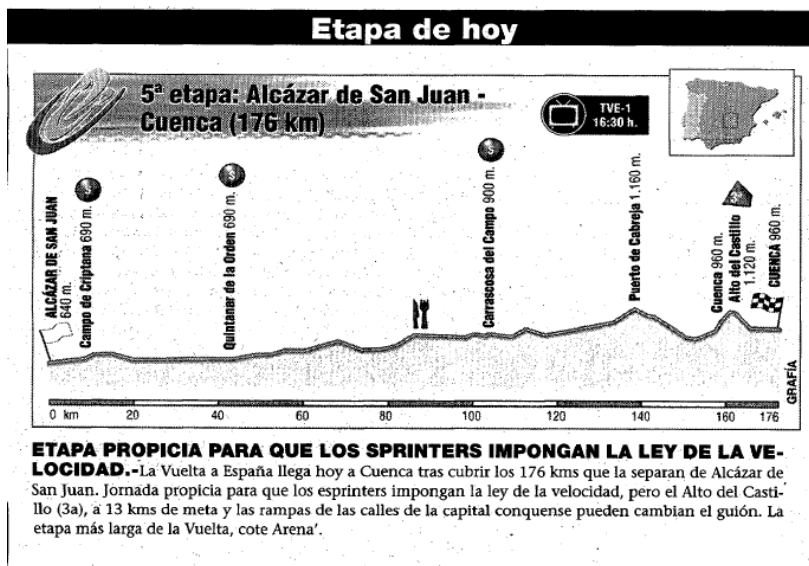 Etapa de hoy
5ª etapa: Alcázar de San Juan -
Cuenca (176 km)
TVE-1
16:30 h.
ALCÁZAR DE SAN JUAN
640 m.
S
Campo de Criptana 690 m.
S
Quintanar de la Orden 690 m.
S
Carrascosa del Campo 900 m.
Puerto de Cabreja 1.160 m.
Cuenca 960 m.
Alto del Castillo
1.120 m.
CUENCA 960 m.
GRAFÍA
0 km 20 40 60 80 100 120 140 160 176
ETAPA PROPICIA PARA QUE LOS SPRINTERS IMPONGAN LA LEY DE LA VE-
LOCIDAD.-La Vuelta a España llega hoy a Cuenca tras cubrir los 176 kms que la separan de Alcázar de
San Juan. Jornada propicia para que los esprinters impongan la ley de la velocidad, pero el Alto del Casti-
llo (3a), a 13 kms de meta y las rampas de las calles de la capital conquense pueden cambian el guión. La
etapa más larga de la Vuelta, cote Arena'.